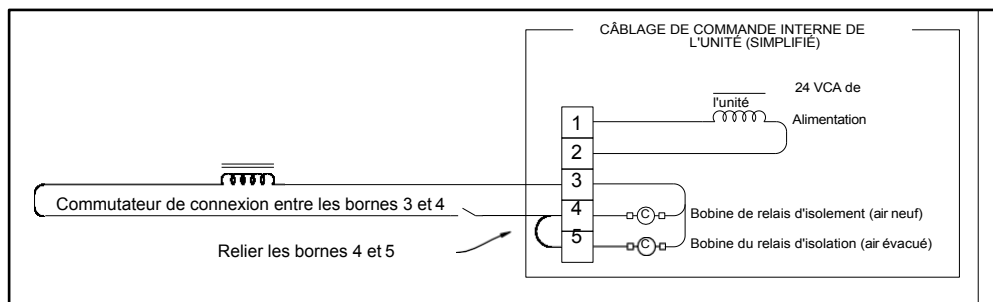 CÂBLAGE DE COMMANDE INTERNE DE
L'UNITÉ (SIMPLIFIÉ)
24 VCA de
l'unité
Alimentation
1
2
3
4
5
Commutateur de connexion entre les bornes 3 et 4
Relier les bornes 4 et 5
C
Bobine de relais d'isolement (air neuf)
C
Bobine du relais d'isolation (air évacué)